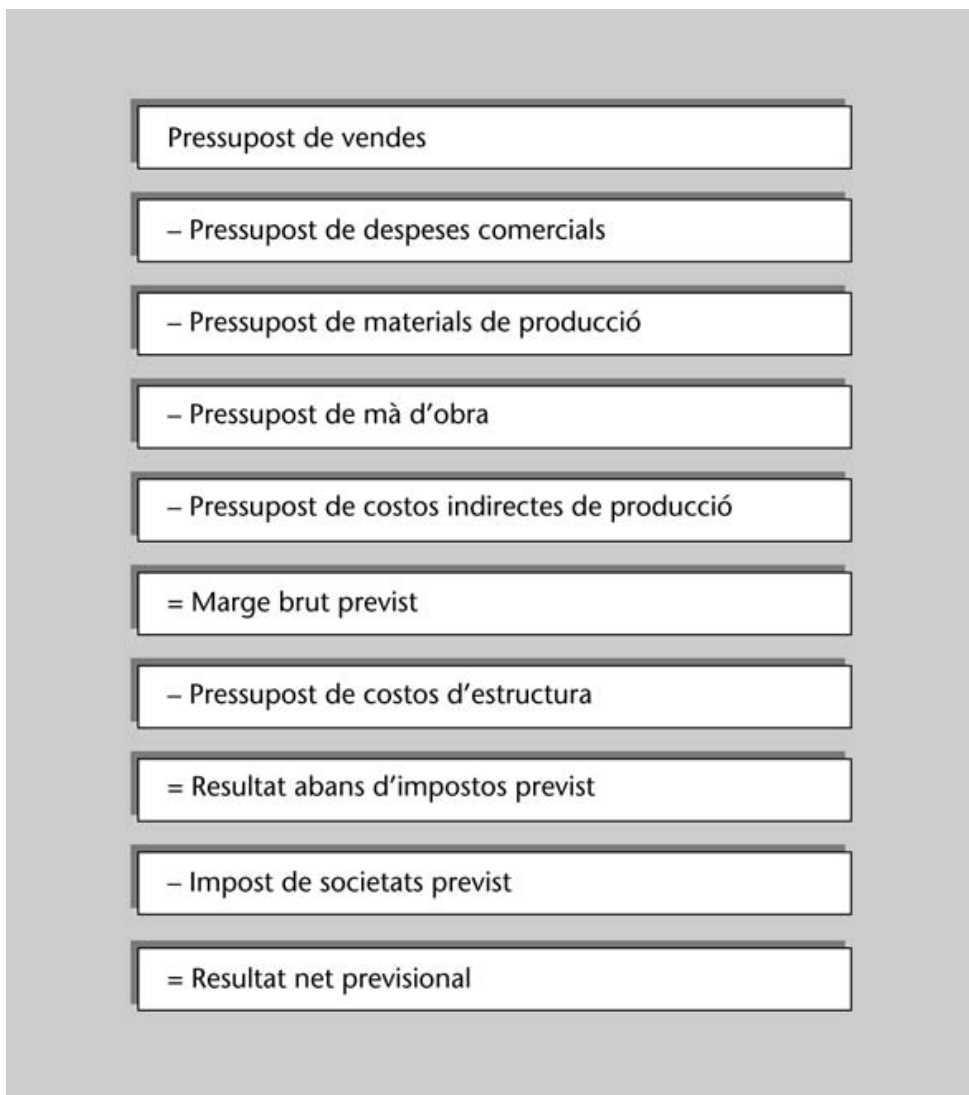 Pressupost de vendes
– Pressupost de despeses comercials
– Pressupost de materials de producció
– Pressupost de mà d’obra
– Pressupost de costos indirectes de producció
= Marge brut previst
– Pressupost de costos d’estructura
= Resultat abans d’impostos previst
– Impost de societats previst
= Resultat net previsional